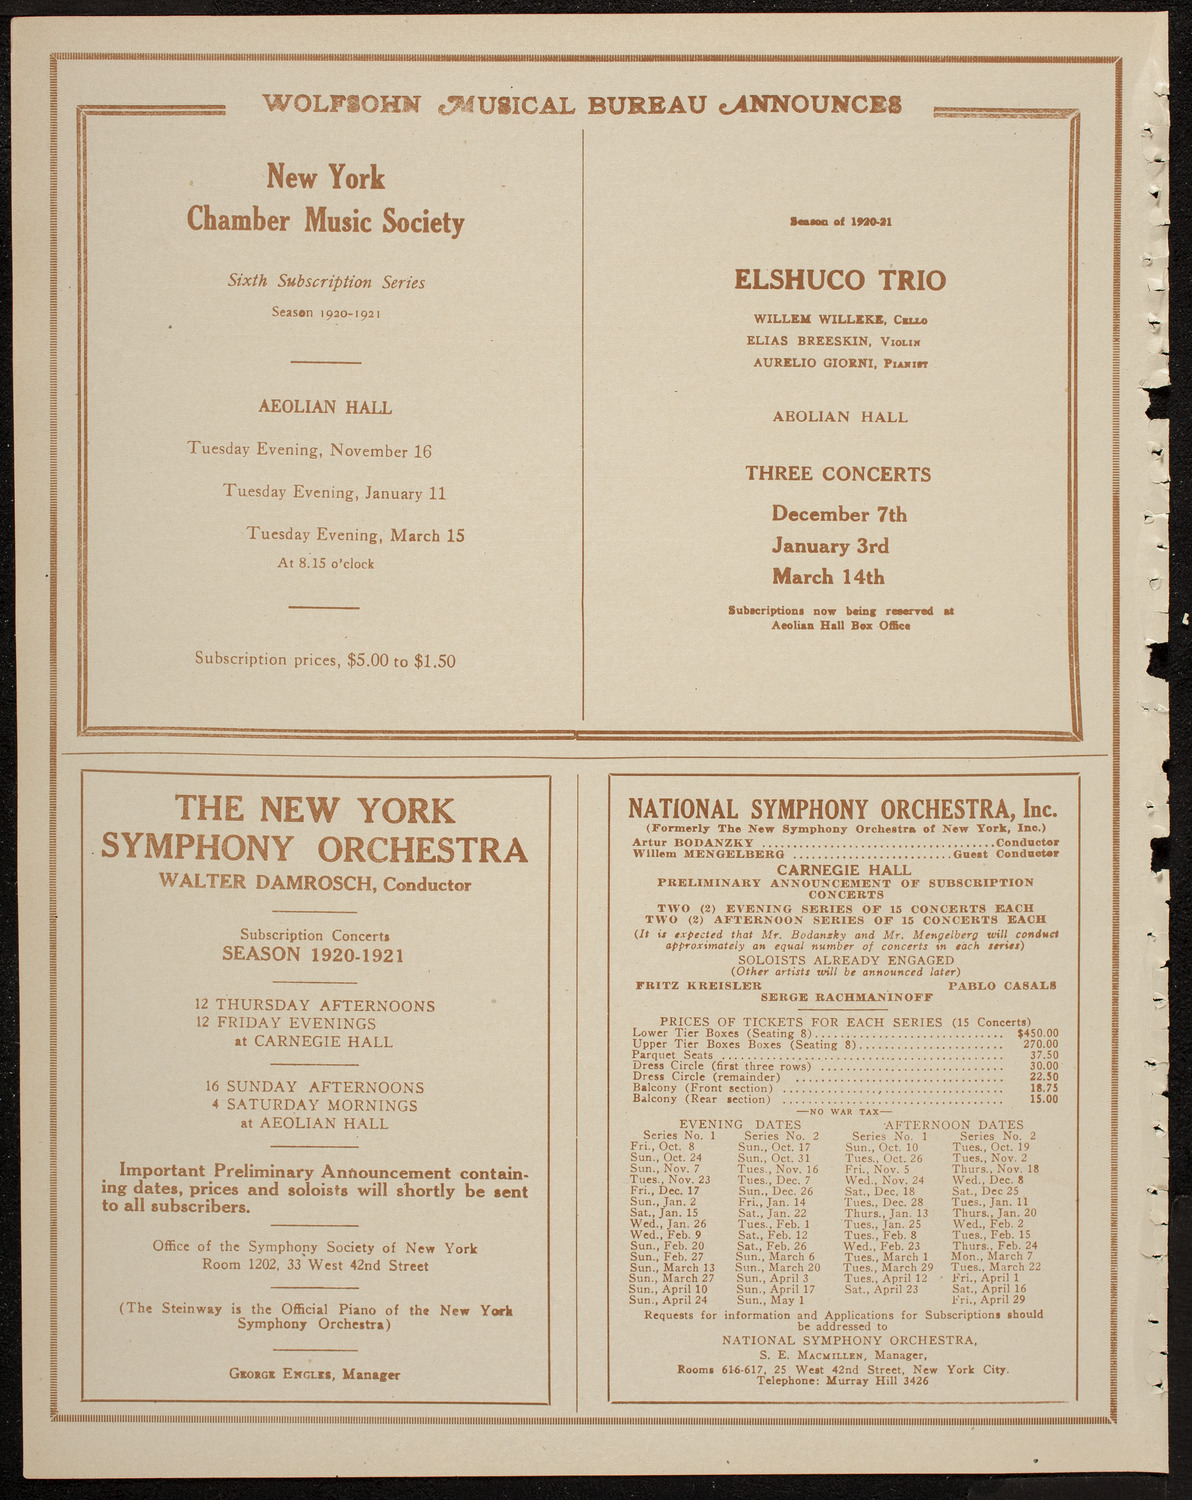 WOLFSOHN MUSICAL BUREAU ANNOUNCES
New York
Chamber Music Society
Sixth Subscription Series
Season 1920-1921
AEOLIAN HALL
Tuesday Evening, November 16
Tuesday Evening, January 11
Tuesday Evening, March 15
At 8.15 o'clock
Subscription prices, $5.00 to $1.50
Season of 1920-21
ELSHUCO TRIO
WILLEM WILLEKE, CELLO
ELIAS BREESKIN, VIOLIN
AURELIO GIORNI, PIANIST
AEOLIAN HALL
THREE CONCERTS
December 7th
January 3rd
March 14th
Subscriptions now being reserved at
Aeolian Hall Box Office
THE NEW YORK
SYMPHONY ORCHESTRA
WALTER DAMROSCH, Conductor
Subscription Concerts
SEASON 1920-1921
12 THURSDAY AFTERNOONS
12 FRIDAY EVENINGS
at CARNEGIE HALL
16 SUNDAY AFTERNOONS
4 SATURDAY MORNINGS
at AEOLIAN HALL
Important Preliminary Announcement contain-
ing dates, prices and soloists will shortly be sent
to all subscribers.
Office of the Symphony Society of New York
Room 1202, 33 West 42nd Street
(The Steinway is the Official Piano of the New York
Symphony Orchestra)
GEORGE ENGLES, Manager
NATIONAL SYMPHONY ORCHESTRA, Inc.
(Formerly The New Symphony Orchestra of New York, Inc.)
Artur BODANZKY ........................................Conductor
Willem MENGELBERG ...........................Guest Conductor
CARNEGIE HALL
PRELIMINARY ANNOUNCEMENT OF SUBSCRIPTION
CONCERTS
TWO (2) EVENING SERIES OF 15 CONCERTS EACH
TWO (2) AFTERNOON SERIES OF 15 CONCERTS EACH
(It is expected that Mr. Bodanzky and Mr. Mengelberg will conduct
approximately an equal number of concerts in each series)
SOLOISTS ALREADY ENGAGED
(Other artists will be announced later)
FRITZ KREISLER PABLO CASALS
SERGE RACHMANINOFF
PRICES OF TICKETS FOR EACH SERIES (15 Concerts)
Lower Tier Boxes (Seating 8)............................ $450.00
Upper Tier Boxes Boxes (Seating 8)..................... 270.00
Parquet Seats .......................................... 37.50
Dress Circle (first three rows) ........................... 30.00
Dress Circle (remainder) ............................... 22.50
Balcony (Front section) ................................. 18.75
Balcony (Rear section) ................................. 15.00
—NO WAR TAX—
EVENING DATES AFTERNOON DATES
Series No. 1 Series No. 2 Series No. 1 Series No. 2
Fri., Oct. 8 Sun., Oct. 17 Sun., Oct. 10 Tues., Oct. 19
Sun., Oct. 24 Sun., Oct. 31 Tues., Oct. 26 Tues., Nov. 2
Sun., Nov. 7 Tues., Nov. 16 Fri., Nov. 5 Thurs., Nov. 18
Tues., Nov. 23 Tues., Dec. 7 Wed., Nov. 24 Wed., Dec. 8
Fri., Dec. 17 Sun., Dec. 26 Sat., Dec. 18 Sat., Dec 25
Sun., Jan. 2 Fri., Jan. 14 Tues., Dec. 28 Tues., Jan. 11
Sat., Jan. 15 Sat., Jan. 22 Thurs., Jan. 13 Thurs., Jan. 20
Wed., Jan. 26 Tues., Feb. 1 Tues., Jan. 25 Wed., Feb. 2
Wed., Feb. 9 Sat., Feb. 12 Tues., Feb. 8 Tues., Feb. 15
Sun., Feb. 20 Sat., Feb. 26 Wed., Feb. 23 Thurs., Feb. 24
Sun., Feb. 27 Sun., March 6 Tues., March 1 Mon., March 7
Sun., March 13 Sun., March 20 Tues., March 29 Tues., March 22
Sun., March 27 Sun., April 3 Tues., April 12 Fri., April 1
Sun., April 10 Sun., April 17 Sat., April 23 Sat., April 16
Sun., April 24 Sun., May 1 Fri., April 29
Requests for information and Applications for Subscriptions should
be addressed to
NATIONAL SYMPHONY ORCHESTRA,
S. E. MACMILLEN, Manager,
Rooms 616-617, 25 West 42nd Street, New York City.
Telephone: Murray Hill 3426